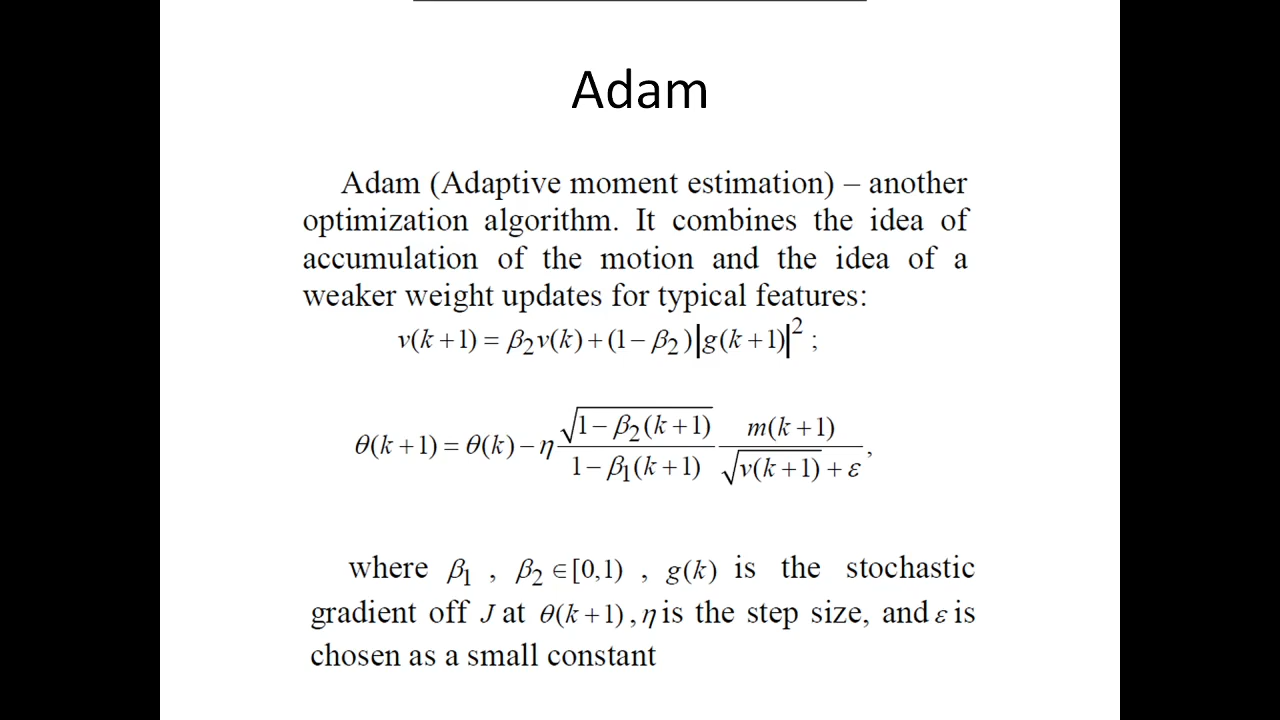 Adam
Adam (Adaptive moment estimation) – another
optimization algorithm. It combines the idea of
accumulation of the motion and the idea of a
weaker weight updates for typical features:
v(k+1) = β₂v(k)+(1−β₂)|g(k+1)|² ;
θ(k+1) = θ(k) − η √(1−β₂(k+1)) / (1−β₁(k+1)) m(k+1) / (√v(k+1) + ε) ,
where β₁ , β₂ ∈[0,1) , g(k) is the stochastic
gradient off J at θ(k+1) , η is the step size, and ε is
chosen as a small constant